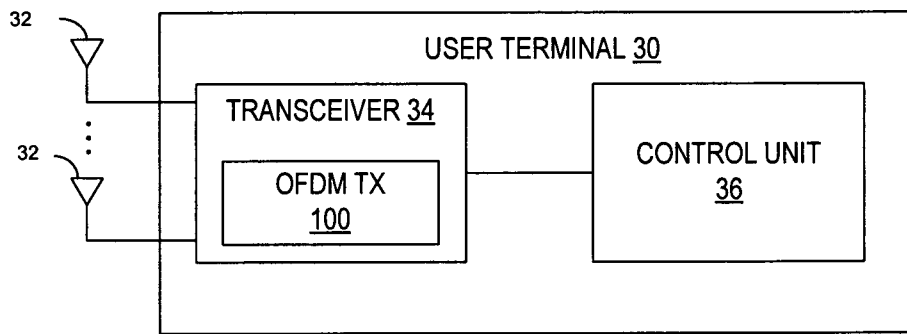 32
USER TERMINAL 30
TRANSCEIVER 34
32
OFDM TX
100
CONTROL UNIT
36